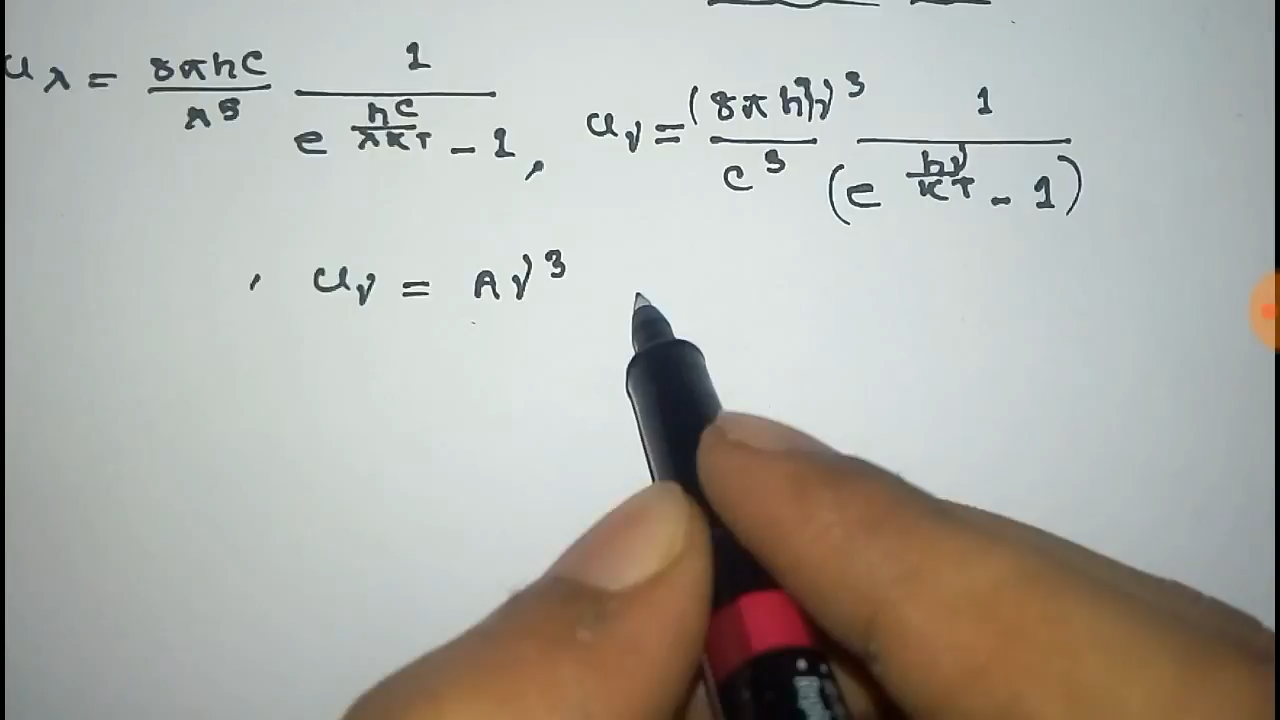 uλ = 8πhc/λ⁵ 1/(e^(hc/λKT) - 1), uν = (8πh)ν³/c³ 1/(e^(hν/KT) - 1)
, uν = Aν³